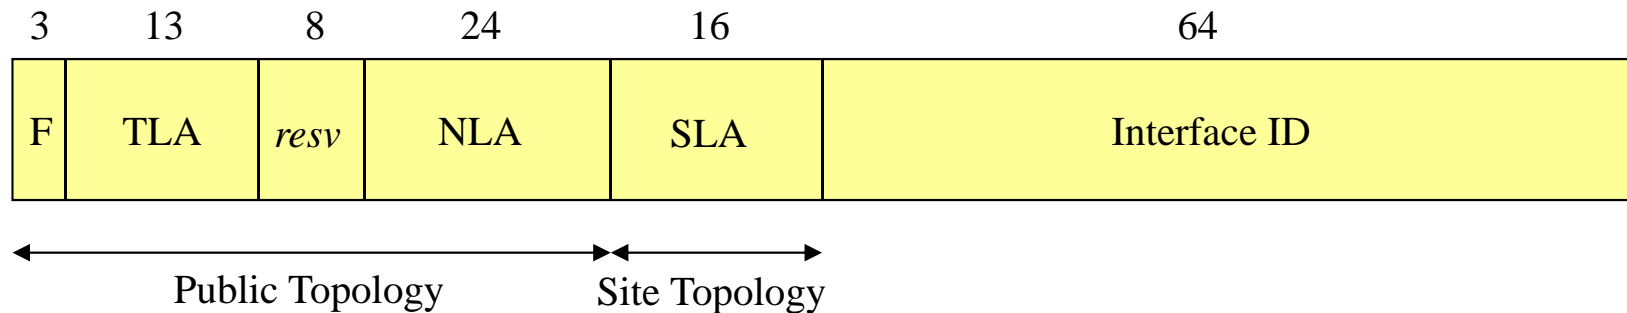 3 13 8 24 16 64
F TLA resv NLA SLA Interface ID
Public Topology Site Topology